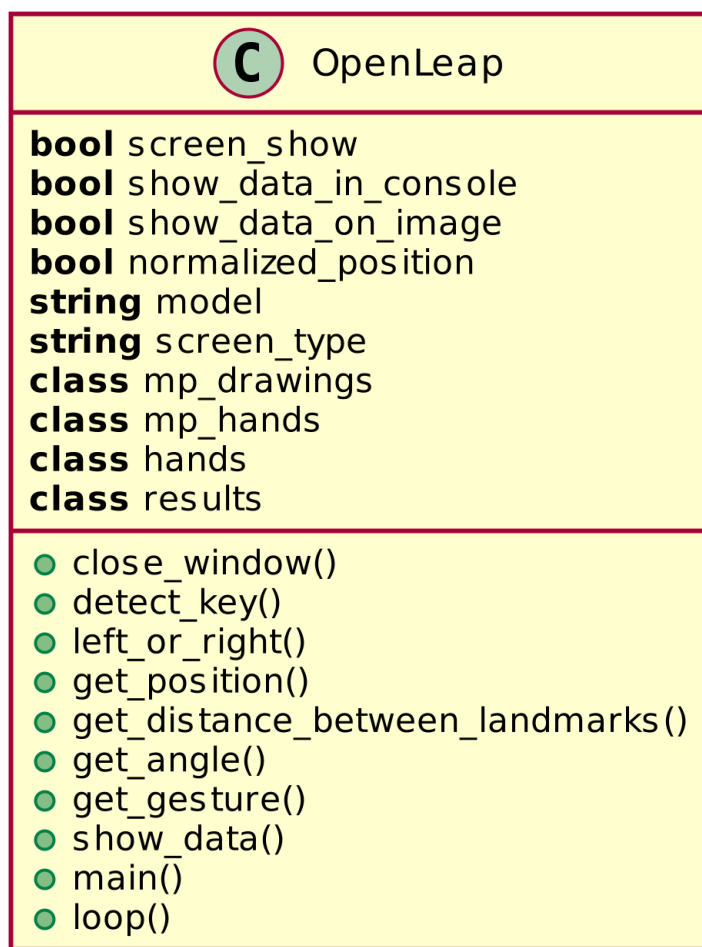 C OpenLeap
bool screen_show
bool show_data_in_console
bool show_data_on_image
bool normalized_position
string model
string screen_type
class mp_drawings
class mp_hands
class hands
class results
close_window()
detect_key()
left_or_right()
get_position()
get_distance_between_landmarks()
get_angle()
get_gesture()
show_data()
main()
loop()